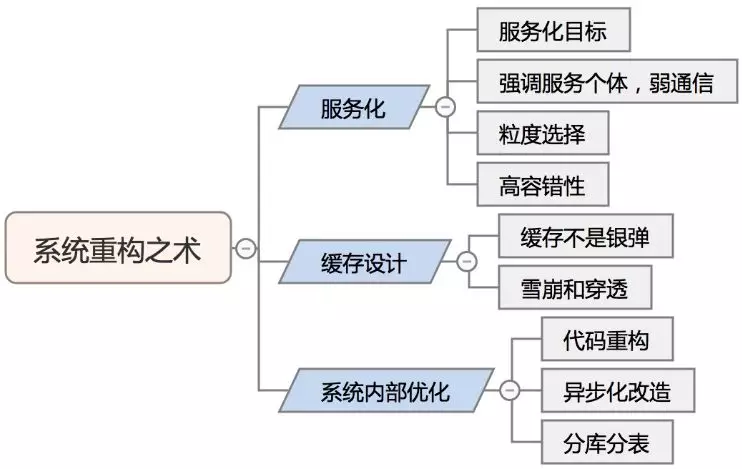 系统重构之术
服务化
服务化目标
强调服务个体，弱通信
粒度选择
高容错性
缓存设计
缓存不是银弹
雪崩和穿透
系统内部优化
代码重构
异步化改造
分库分表